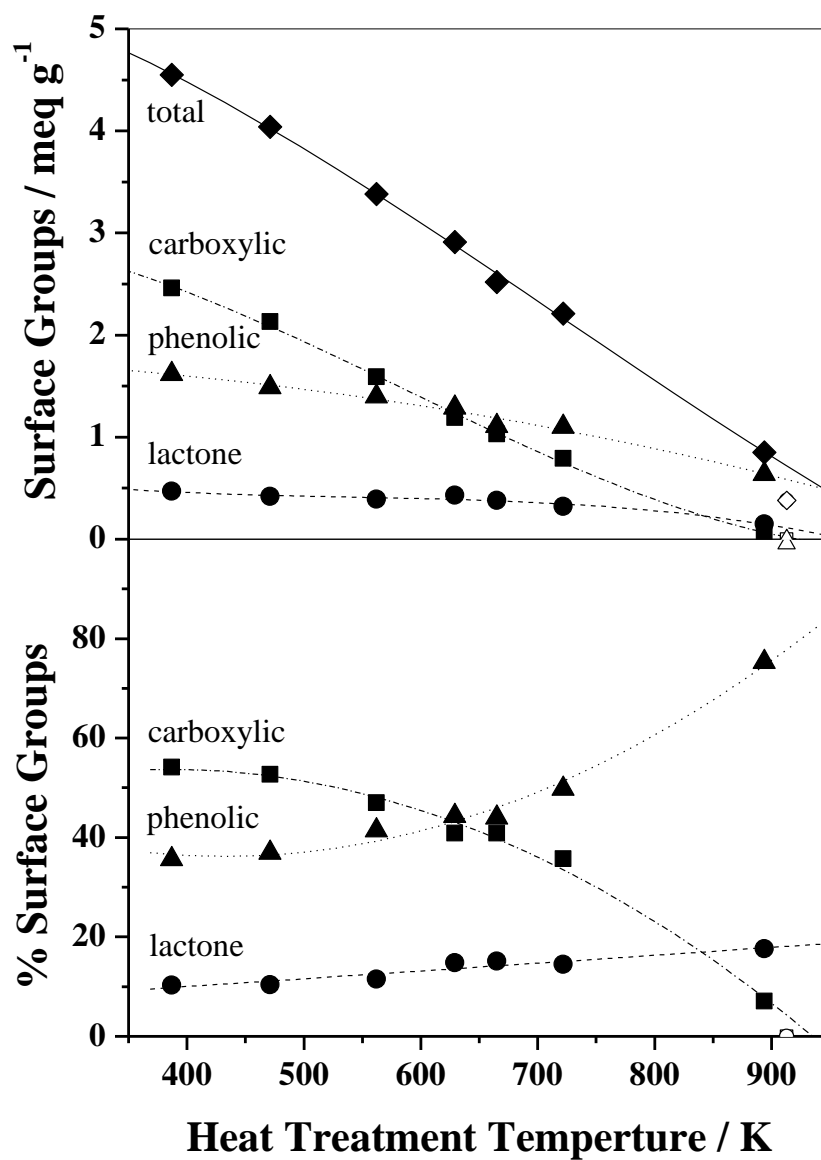 Surface Groups / meq g⁻¹
5
4
3
2
1
0
total
carboxylic
phenolic
lactone
% Surface Groups
80
60
40
20
0
carboxylic
phenolic
lactone
400 500 600 700 800 900
Heat Treatment Temperture / K